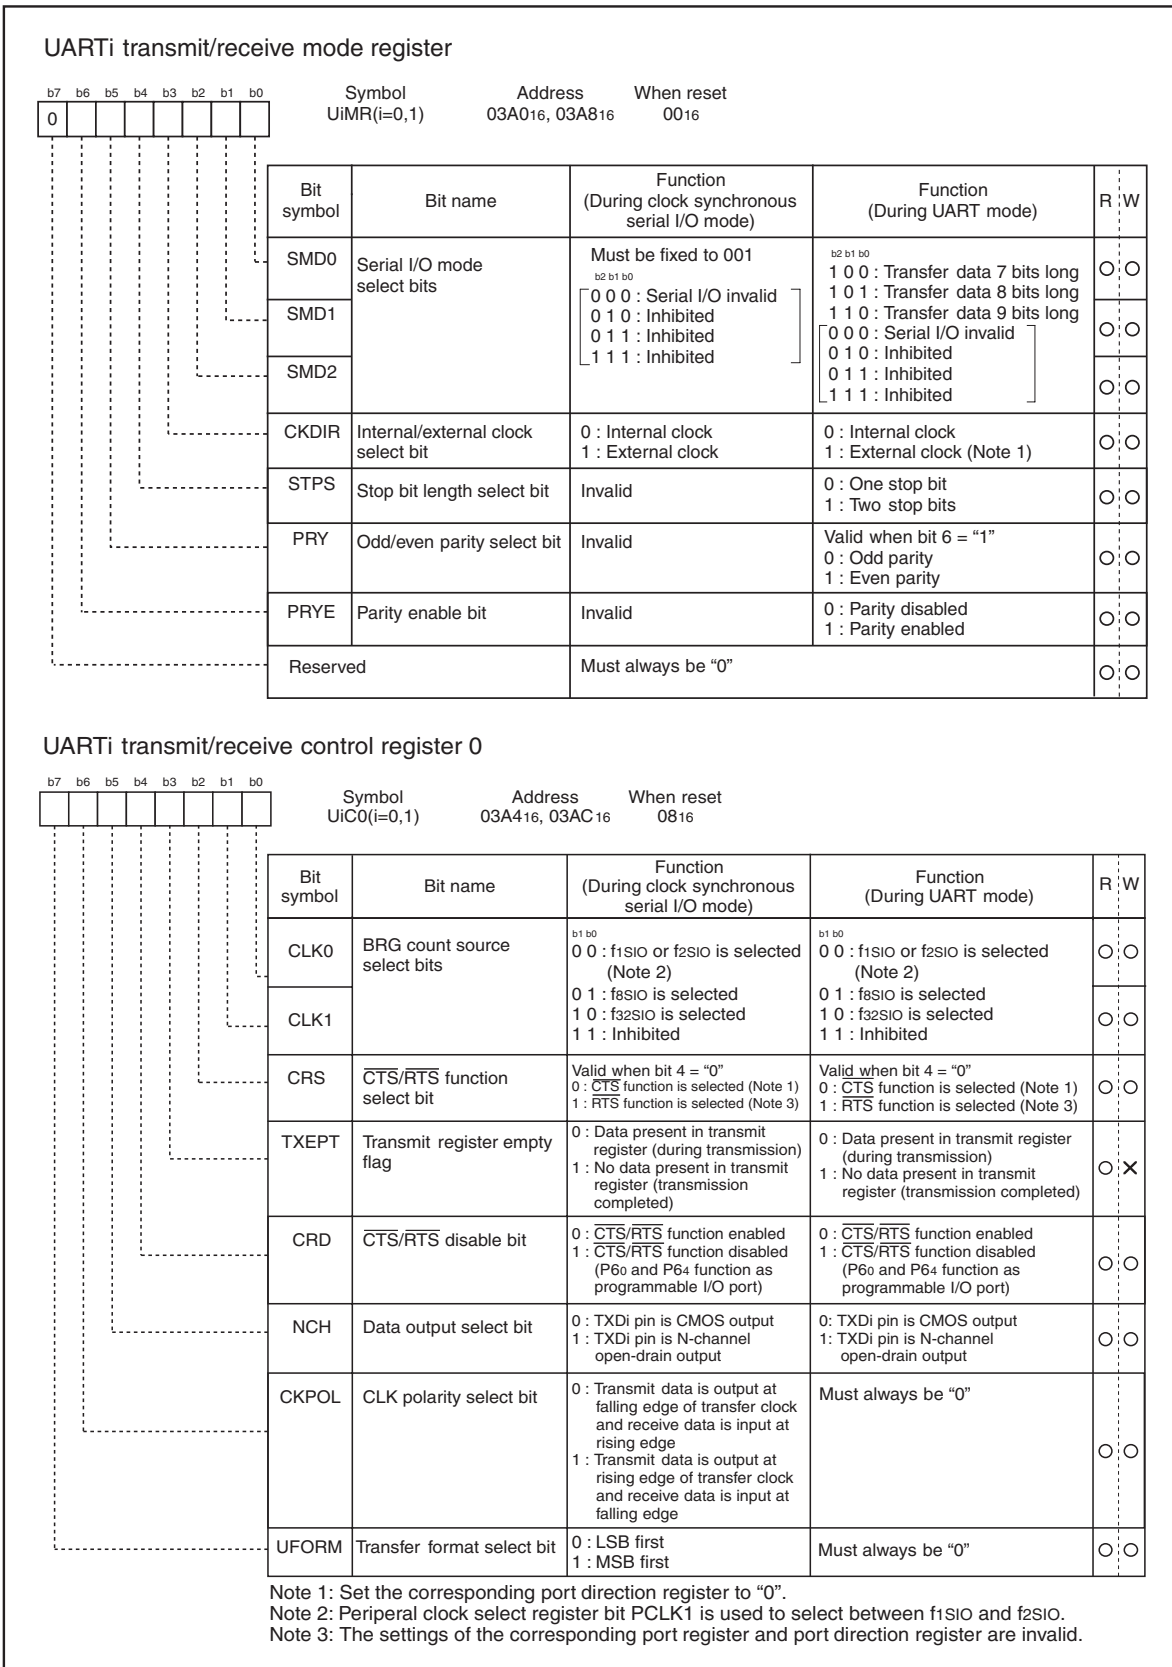 UARTi transmit/receive mode register
b7 b6 b5 b4 b3 b2 b1 b0
0
Symbol Address When reset
UiMR(i=0,1) 03A016, 03A816 0016
Bit symbol
Bit name
Function
(During clock synchronous
serial I/O mode)
Function
(During UART mode)
R W
SMD0
SMD1
SMD2
Serial I/O mode
select bits
Must be fixed to 001
b2 b1 b0
0 0 0 : Serial I/O invalid
0 1 0 : Inhibited
0 1 1 : Inhibited
1 1 1 : Inhibited
b2 b1 b0
1 0 0 : Transfer data 7 bits long
1 0 1 : Transfer data 8 bits long
1 1 0 : Transfer data 9 bits long
0 0 0 : Serial I/O invalid
0 1 0 : Inhibited
0 1 1 : Inhibited
1 1 1 : Inhibited
CKDIR
Internal/external clock
select bit
0 : Internal clock
1 : External clock
0 : Internal clock
1 : External clock (Note 1)
STPS
Stop bit length select bit
Invalid
0 : One stop bit
1 : Two stop bits
PRY
Odd/even parity select bit
Invalid
Valid when bit 6 = “1”
0 : Odd parity
1 : Even parity
PRYE
Parity enable bit
Invalid
0 : Parity disabled
1 : Parity enabled
Reserved
Must always be “0”
UARTi transmit/receive control register 0
b7 b6 b5 b4 b3 b2 b1 b0
Symbol Address When reset
UiC0(i=0,1) 03A416, 03AC16 0816
Bit
symbol
Bit name
Function
(During clock synchronous
serial I/O mode)
Function
(During UART mode)
R W
CLK0
CLK1
BRG count source
select bits
b1 b0
0 0 : f1SIO or f2SIO is selected
(Note 2)
0 1 : f8SIO is selected
1 0 : f32SIO is selected
1 1 : Inhibited
b1 b0
0 0 : f1SIO or f2SIO is selected
(Note 2)
0 1 : f8SIO is selected
1 0 : f32SIO is selected
1 1 : Inhibited
CRS
CTS/RTS function
select bit
Valid when bit 4 = “0”
0 : CTS function is selected (Note 1)
1 : RTS function is selected (Note 3)
Valid when bit 4 = “0”
0 : CTS function is selected (Note 1)
1 : RTS function is selected (Note 3)
TXEPT
Transmit register empty
flag
0 : Data present in transmit
register (during transmission)
1 : No data present in transmit
register (transmission
completed)
0 : Data present in transmit register
(during transmission)
1 : No data present in transmit
register (transmission completed)
CRD
CTS/RTS disable bit
0 : CTS/RTS function enabled
1 : CTS/RTS function disabled
(P60 and P64 function as
programmable I/O port)
0 : CTS/RTS function enabled
1 : CTS/RTS function disabled
(P60 and P64 function as
programmable I/O port)
NCH
Data output select bit
0 : TXDi pin is CMOS output
1 : TXDi pin is N-channel
open-drain output
0: TXDi pin is CMOS output
1: TXDi pin is N-channel
open-drain output
CKPOL
CLK polarity select bit
0 : Transmit data is output at
falling edge of transfer clock
and receive data is input at
rising edge
1 : Transmit data is output at
rising edge of transfer clock
and receive data is input at
falling edge
Must always be “0”
UFORM
Transfer format select bit
0 : LSB first
1 : MSB first
Must always be “0”
Note 1: Set the corresponding port direction register to “0”.
Note 2: Periperal clock select register bit PCLK1 is used to select between f1SIO and f2SIO.
Note 3: The settings of the corresponding port register and port direction register are invalid.